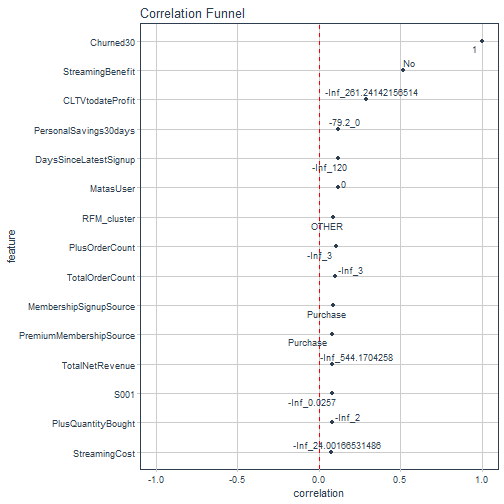 Correlation Funnel
Churned30
1
StreamingBenefit
No
CLTVtodateProfit
-Inf_261.24142156514
PersonalSavings30days
-79.2_0
DaysSinceLatestSignup
-Inf_120
MatasUser
0
RFM_cluster
OTHER
PlusOrderCount
-Inf_3
TotalOrderCount
-Inf_3
MembershipSignupSource
Purchase
PremiumMembershipSource
Purchase
TotalNetRevenue
-Inf_544.1704258
S001
-Inf_0.0257
PlusQuantityBought
-Inf_2
StreamingCost
-Inf_24.00166531486
feature
-1.0 -0.5 0.0 0.5 1.0
correlation